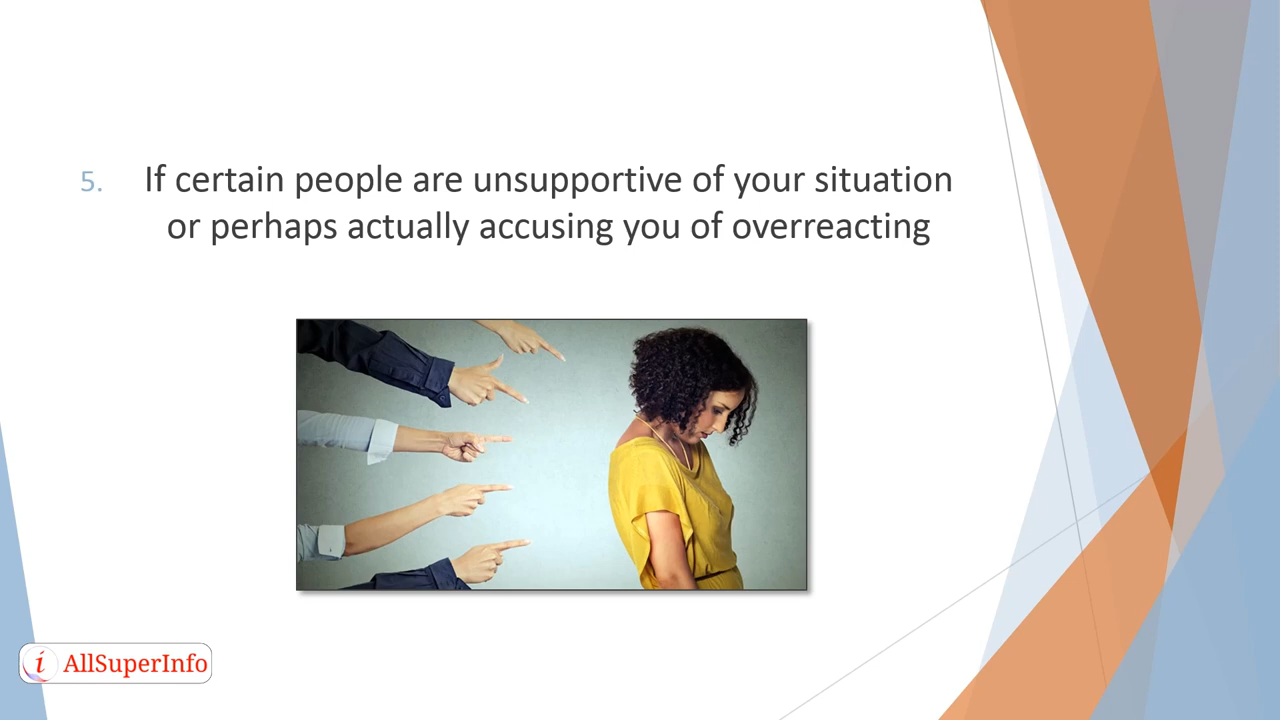 5. If certain people are unsupportive of your situation
or perhaps actually accusing you of overreacting
i AllSuperInfo